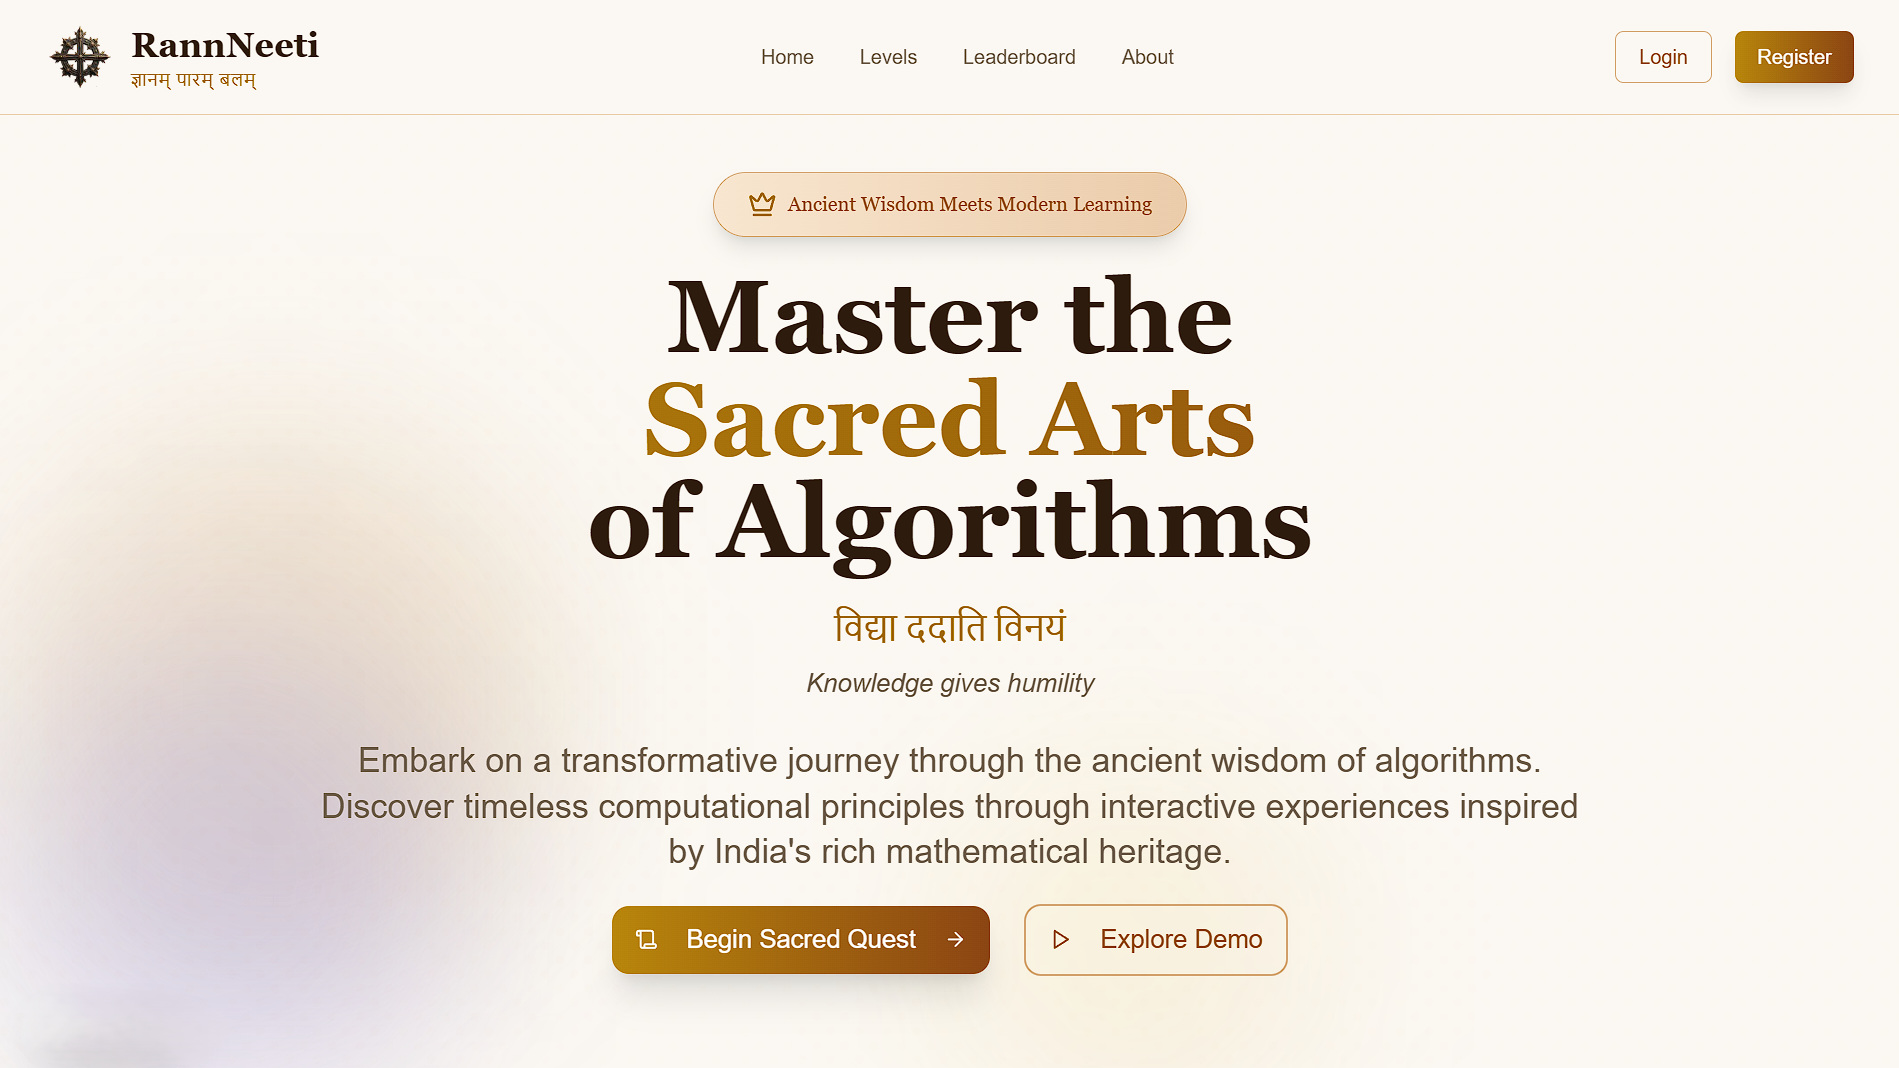 RannNeeti
ज्ञानम् पारम् बलम्
Home
Levels
Leaderboard
About
Login
Register
Ancient Wisdom Meets Modern Learning
Master the
Sacred Arts
of Algorithms
विद्या ददाति विनयं
Knowledge gives humility
Embark on a transformative journey through the ancient wisdom of algorithms.
Discover timeless computational principles through interactive experiences inspired
by India's rich mathematical heritage.
Begin Sacred Quest
Explore Demo